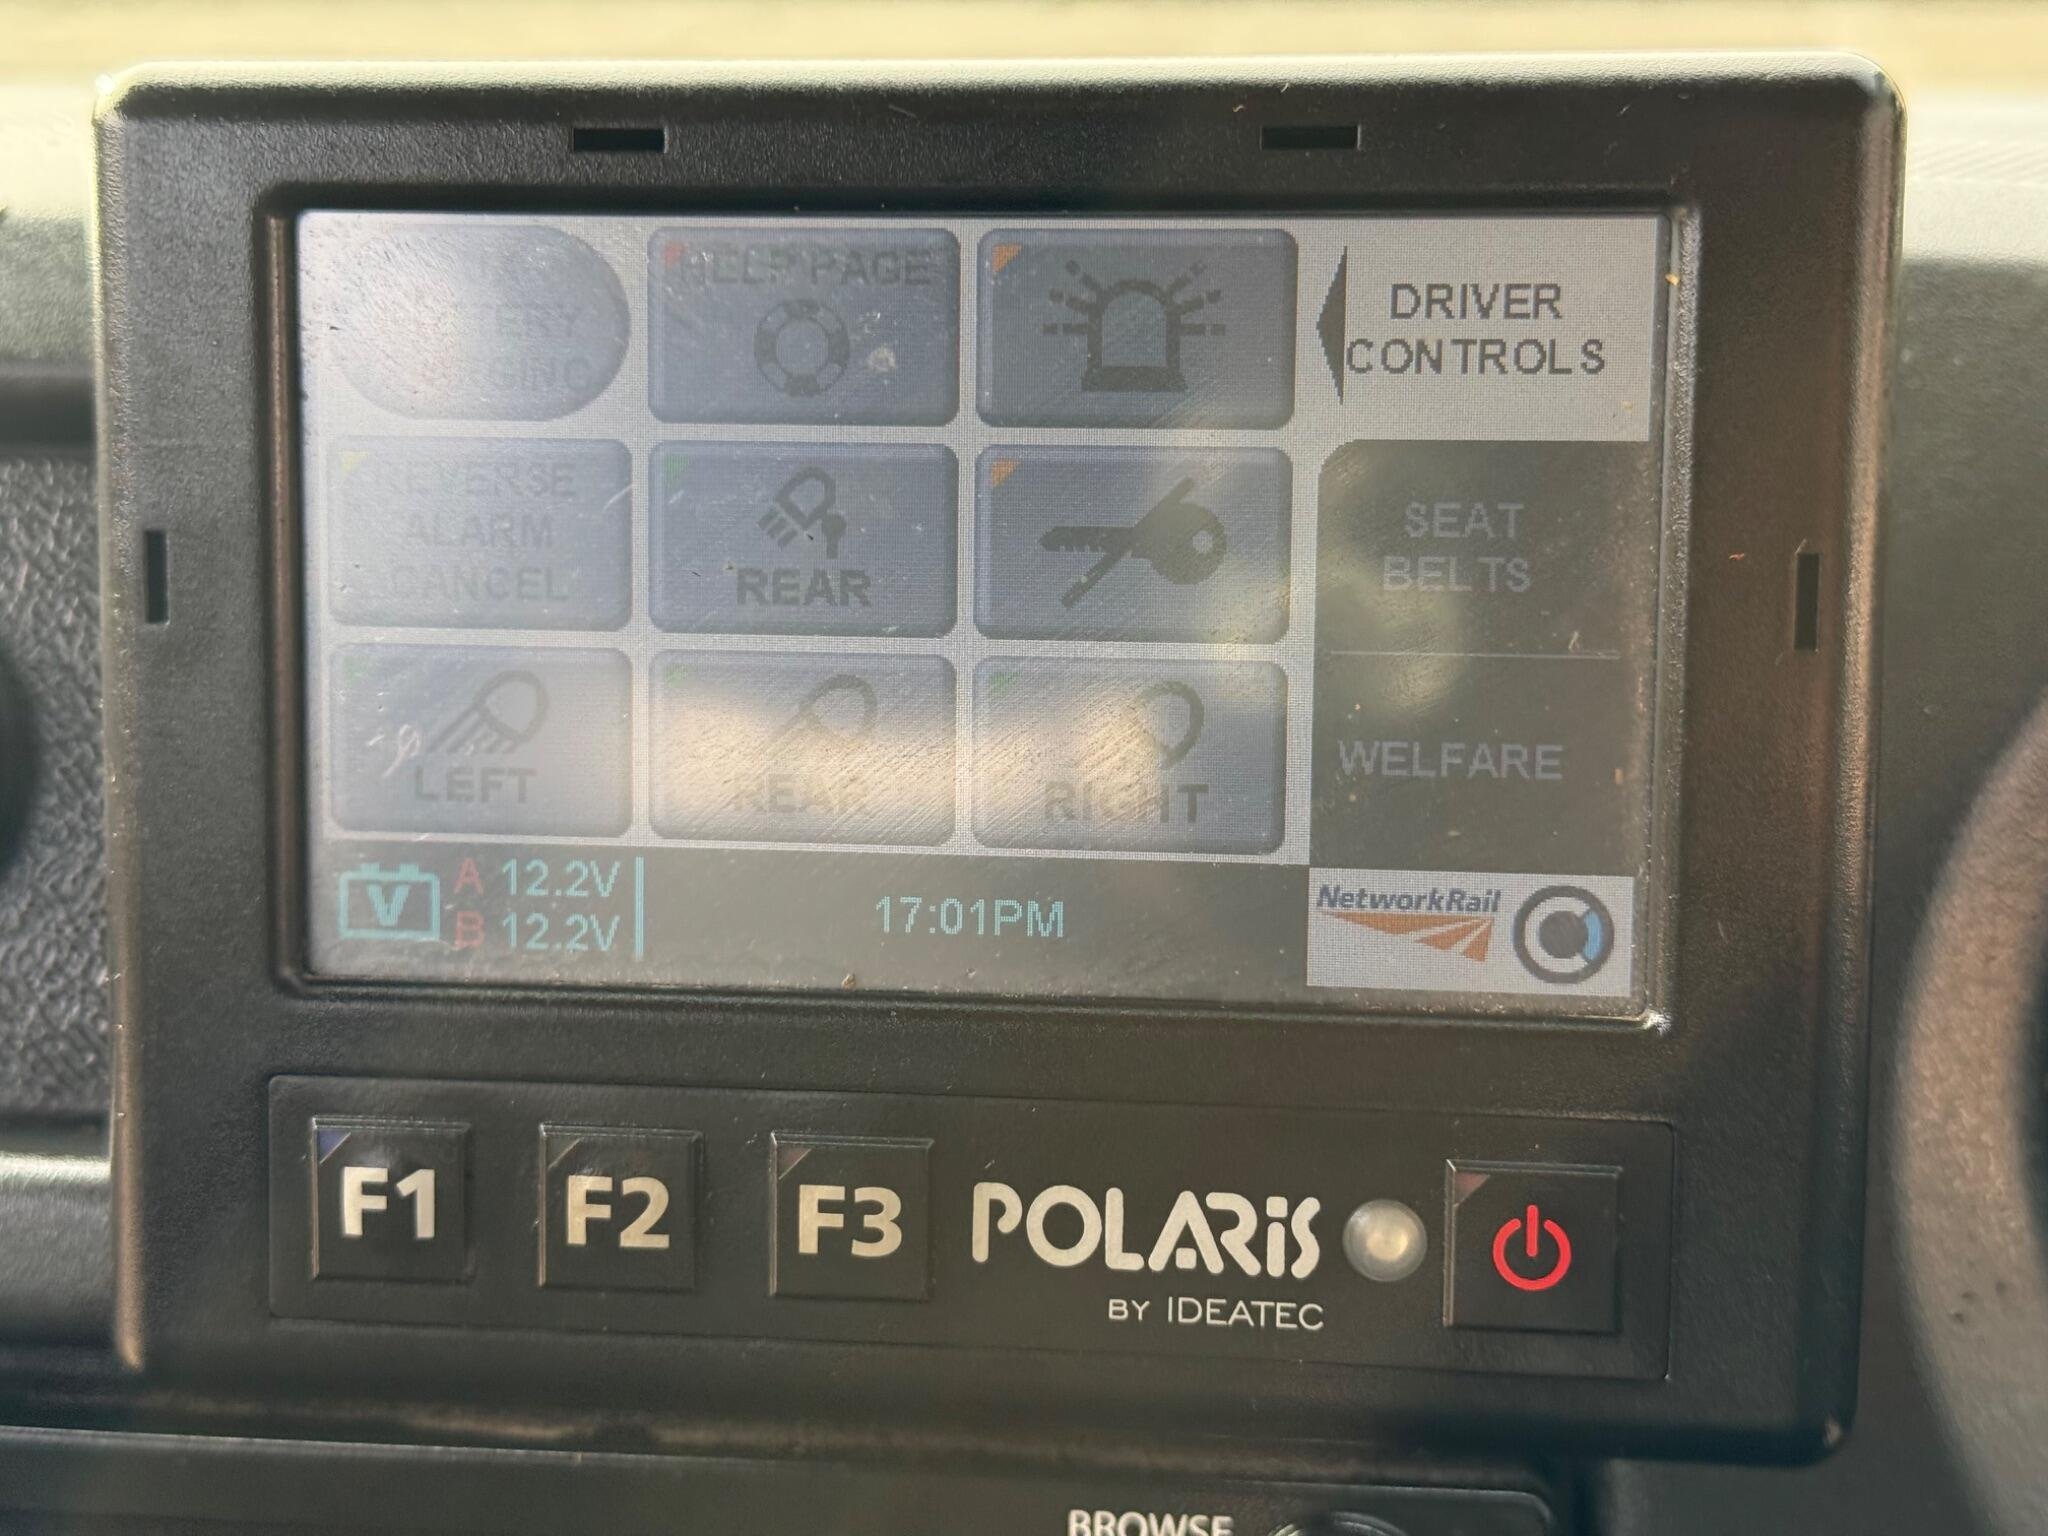 HELP PAGE
DRIVER
CONTROLS
REVERSE
ALARM
CANCEL
REAR
SEAT
BELTS
LEFT
REAR
RIGHT
WELFARE
A 12.2V
B 12.2V
V
17:01PM
NetworkRail
F1
F2
F3
POLARIS
BY IDEATEC
BROWSE